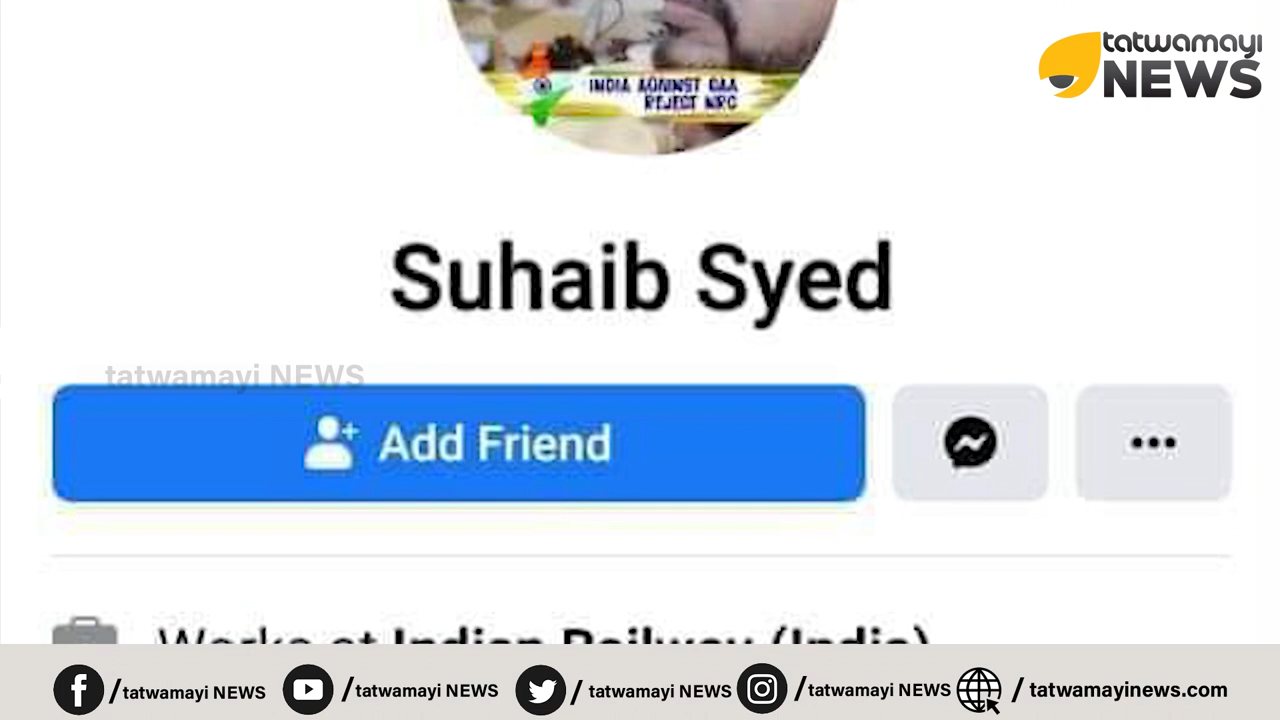 tatwamayi
NEWS
INDIA AGAINST CAA
REJECT NRC
Suhaib Syed
tatwamayi NEWS
Add Friend
Works at Indian Railway (India)
/tatwamayi NEWS /tatwamayi NEWS / tatwamayi NEWS /tatwamayi NEWS / tatwamayinews.com